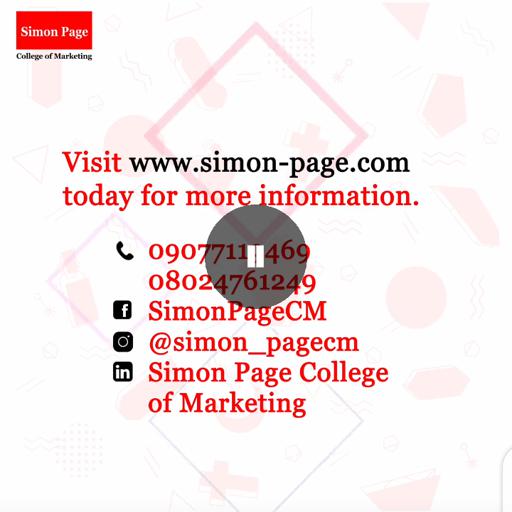 Simon Page
College of Marketing
Visit www.simon-page.com
today for more information.
08024761249
SimonPageCM
@simon_pagecm
Simon Page College
of Marketing